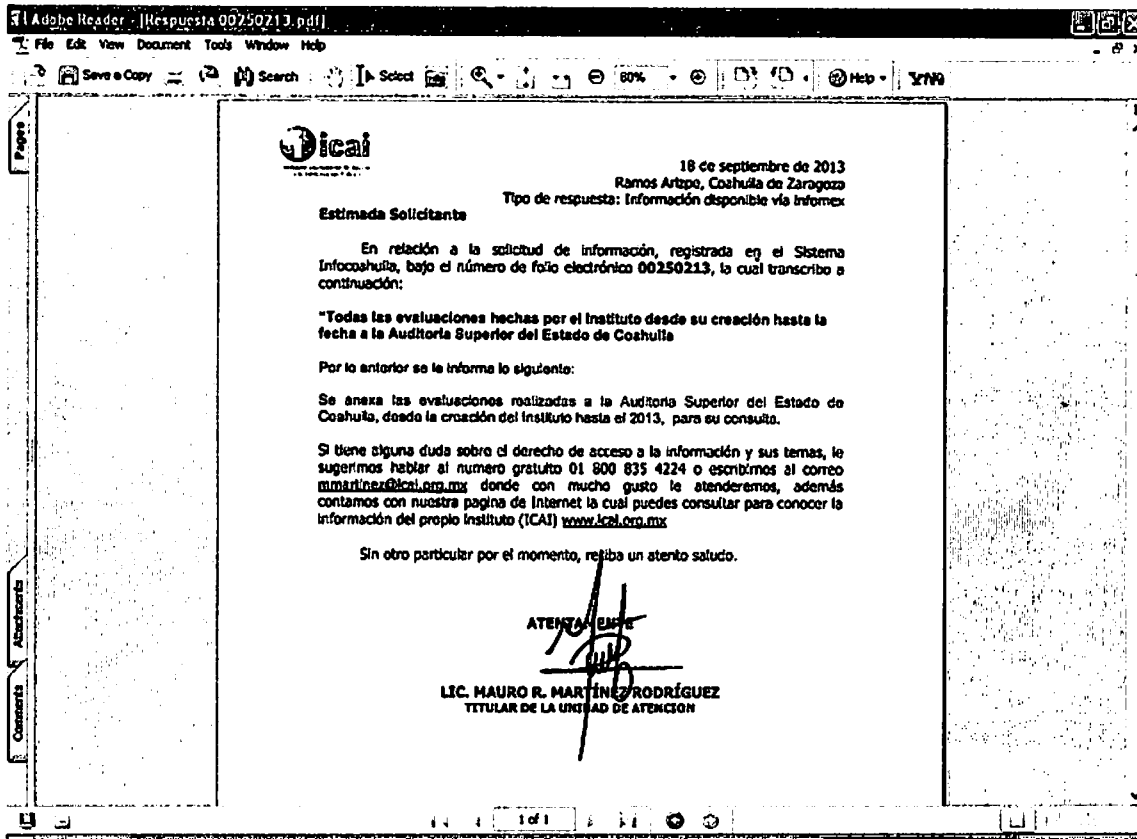 Adobe Reader - [Respuesta 00250213.pdf]
File Edit View Document Tools Window Help
Save a Copy Search Select 80% Help
Pages
icai
18 de septiembre de 2013
Ramos Arizpe, Coahuila de Zaragoza
Tipo de respuesta: Información disponible vía Infomex
Estimada Solicitante
En relación a la solicitud de información, registrada en el Sistema
Infocoahuila, bajo el número de folio electrónico 00250213, la cual transcribo a
continuación:
"Todas las evaluaciones hechas por el Instituto desde su creación hasta la
fecha a la Auditoria Superior del Estado de Coahuila
Por lo anterior se le informa lo siguiente:
Se anexa las evaluaciones realizadas a la Auditoria Superior del Estado de
Coahuila, desde la creación del Instituto hasta el 2013, para su consulta.
Si tiene alguna duda sobre el derecho de acceso a la información y sus temas, le
sugerimos hablar al numero gratuito 01 800 835 4224 o escribirnos al correo
mmartinez@icai.org.mx donde con mucho gusto le atenderemos, además
contamos con nuestra pagina de Internet la cual puedes consultar para conocer la
información del propio Instituto (ICAI) www.icai.org.mx
Sin otro particular por el momento, reciba un atento saludo.
ATENTAMENTE
LIC. MAURO R. MARTÍNEZ RODRÍGUEZ
TITULAR DE LA UNIDAD DE ATENCION
Attachments
Comments
1 of 1